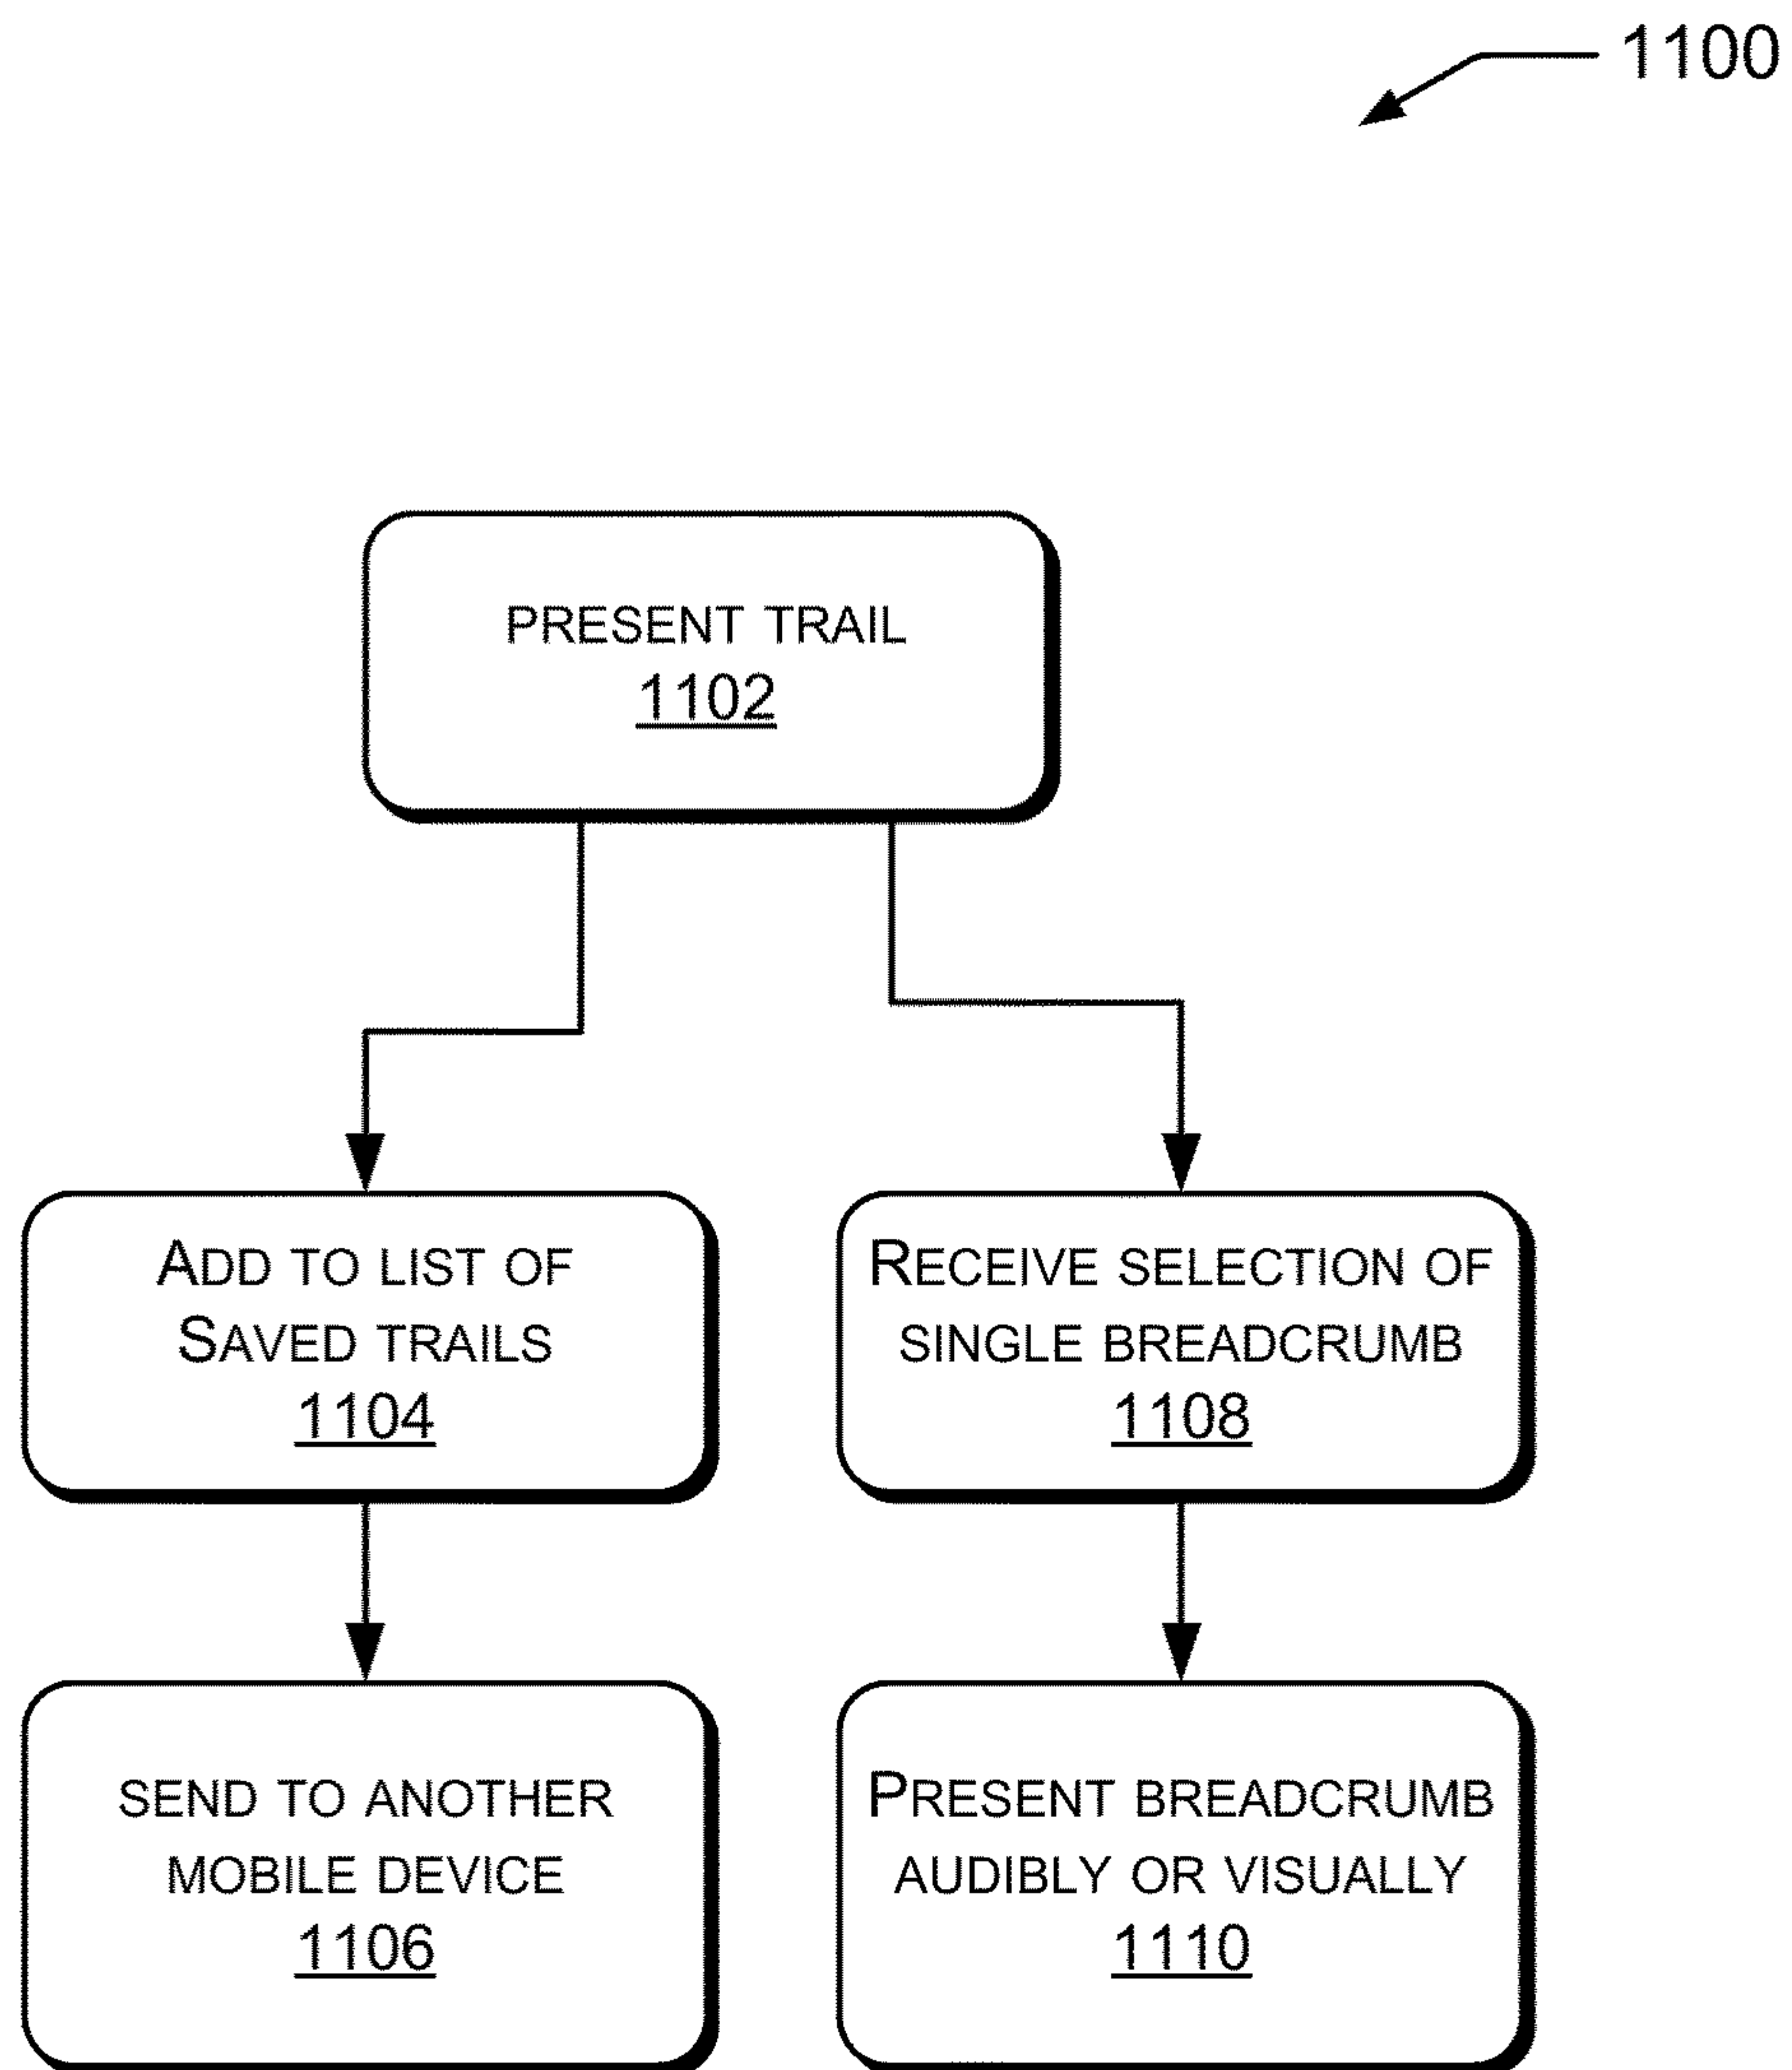 1100
PRESENT TRAIL
1102
ADD TO LIST OF
SAVED TRAILS
1104
RECEIVE SELECTION OF
SINGLE BREADCRUMB
1108
SEND TO ANOTHER
MOBILE DEVICE
1106
PRESENT BREADCRUMB
AUDIBLY OR VISUALLY
1110